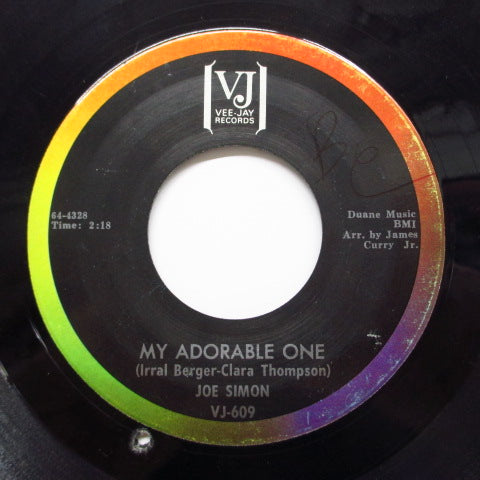 VJ
VEE-JAY
RECORDS
64-4328
Time: 2:18
Duane Music
BMI
Arr. by James
Curry Jr.
MY ADORABLE ONE
(Irral Berger-Clara Thompson)
JOE SIMON
VJ-609